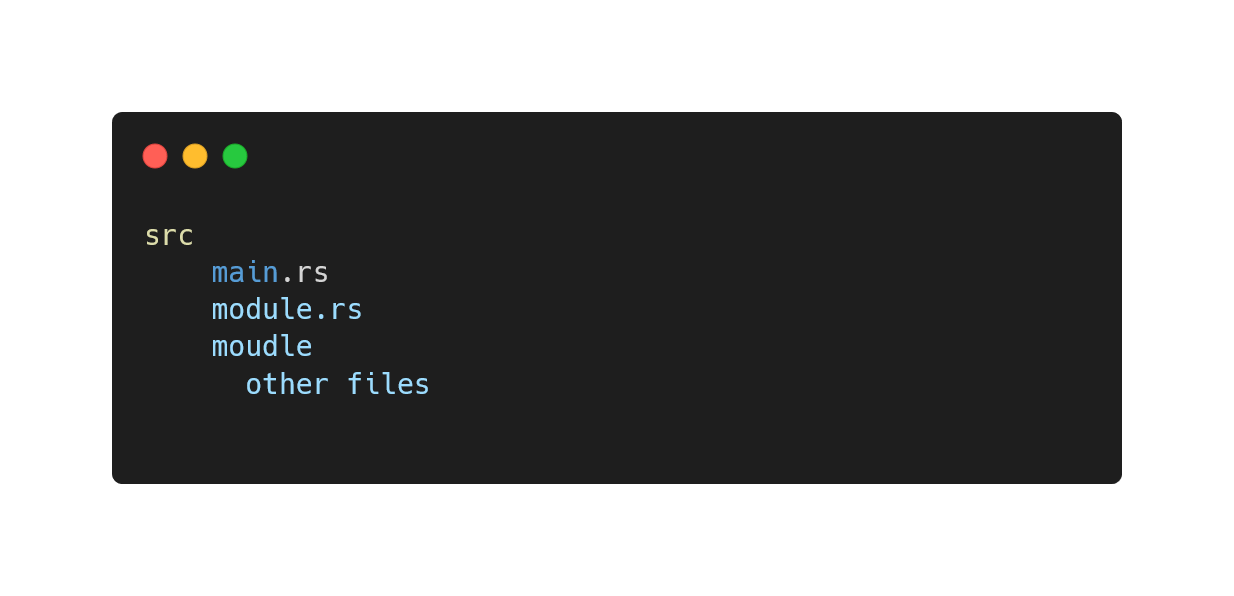 src
main.rs
module.rs
moudle
other files